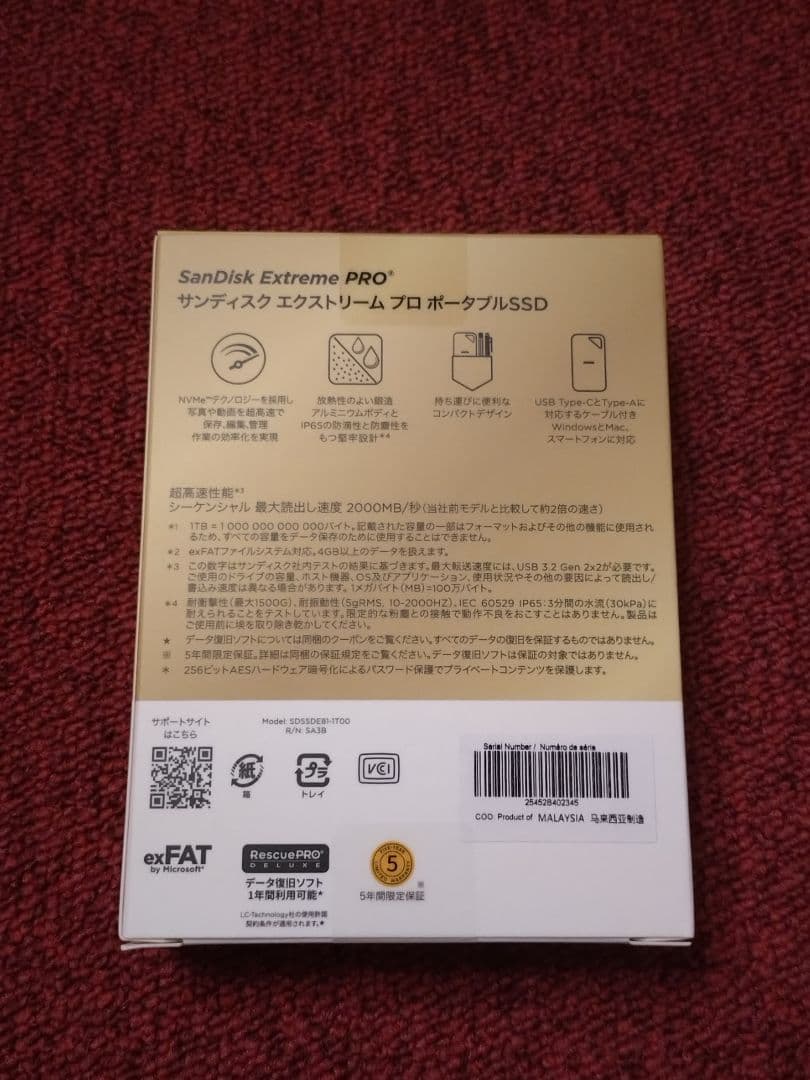 SanDisk Extreme PRO®
サンディスク エクストリーム プロ ポータブルSSD
NVMe™テクノロジーを採用し
写真や動画を超高速で
保存、編集、管理
作業の効率化を実現
放熱性のよい鍛造
アルミニウムボディと
IP65の防滴性と防塵性を
もつ堅牢設計*4
持ち運びに便利な
コンパクトデザイン
USB Type-CとType-Aに
対応するケーブル付き
WindowsとMac、
スマートフォンに対応
超高速性能*3
シーケンシャル 最大読出し速度 2000MB/秒(当社前モデルと比較して約2倍の速さ)
*1 1TB = 1 000 000 000 000バイト。記載された容量の一部はフォーマットおよびその他の機能に使用さ
れるため、すべての容量をデータ保存のために使用することはできません。
*2 exFATファイルシステム対応。4GB以上のデータを扱えます。
*3 この数字はサンディスク社内テストの結果に基づきます。最大転送速度には、USB 3.2 Gen 2x2が必要です。
ご使用のドライブの容量、ホスト機器、OS及びアプリケーション、使用状況やその他の要因によって読出し/
書込み速度は異なる場合があります。1メガバイト(MB)=100万バイト。
*4 耐衝撃性(最大1500G)、耐振動性(5gRMS, 10-2000HZ)、IEC 60529 IP65:3分間の水流(30kPa)に
耐えられることをテストしています。限定的な粉塵との接触で動作不良をおこすことはありません。製品は
ご使用前に埃を取り除き乾かしてください。
★ データ復旧ソフトについては同梱のクーポンをご覧ください。すべてのデータの復旧を保証するものではありません。
※ 5年間限定保証。詳細は同梱の保証規定をご覧ください。データ復旧ソフトは保証の対象ではありません。
* 256ビットAESハードウェア暗号化によるパスワード保護でプライベートコンテンツを保護します。
サポートサイト
はこちら
Model: SDSSDE81-1T00
R/N: SA3B
紙
箱
プラ
トレイ
VCCI
Serial Number / Numéro de série
25452B402345
COO Product of MALAYSIA 马来西亚制造
exFAT
by Microsoft®
RescuePRO®
DELUXE
データ復旧ソフト
1年間利用可能★
LC-Technology社の使用許諾
契約条件が適用されます。★
FIVE-YEAR
5
LIMITED WARRANTY
※
5年間限定保証